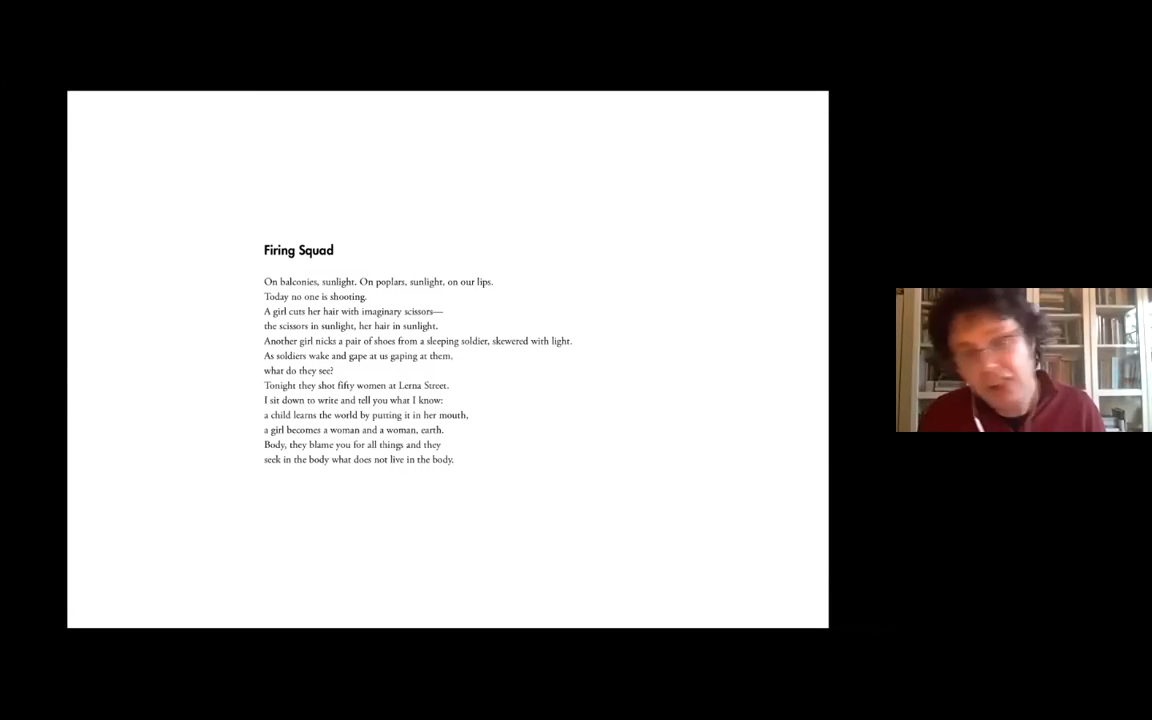 Firing Squad
On balconies, sunlight. On poplars, sunlight, on our lips.
Today no one is shooting.
A girl cuts her hair with imaginary scissors—
the scissors in sunlight, her hair in sunlight.
Another girl nicks a pair of shoes from a sleeping soldier, skewered with light.
As soldiers wake and gape at us gaping at them,
what do they see?
Tonight they shot fifty women at Lerna Street.
I sit down to write and tell you what I know:
a child learns the world by putting it in her mouth,
a girl becomes a woman and a woman, earth.
Body, they blame you for all things and they
seek in the body what does not live in the body.